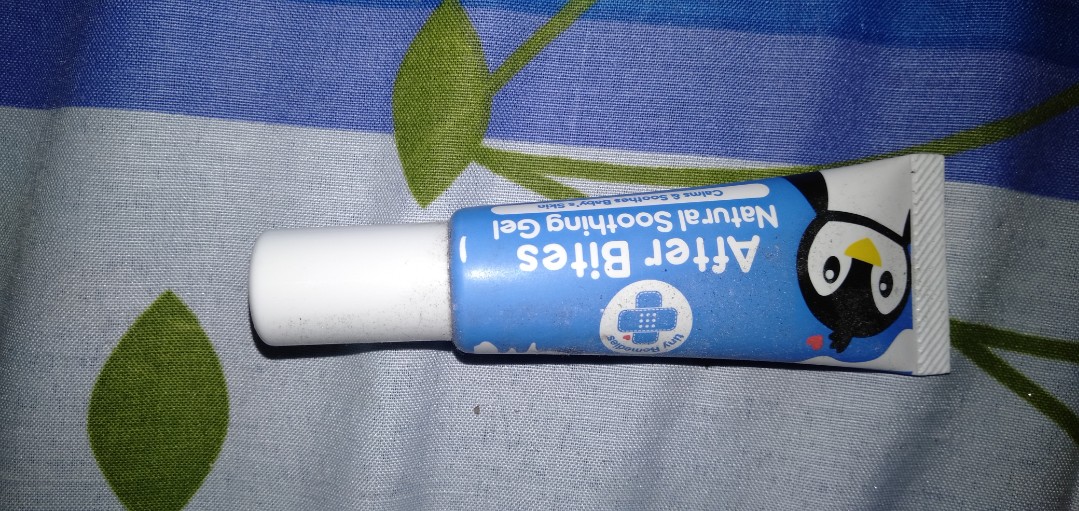 tiny Remedies
After Bites
Natural Soothing Gel
Calms & Soothes Baby's Skin